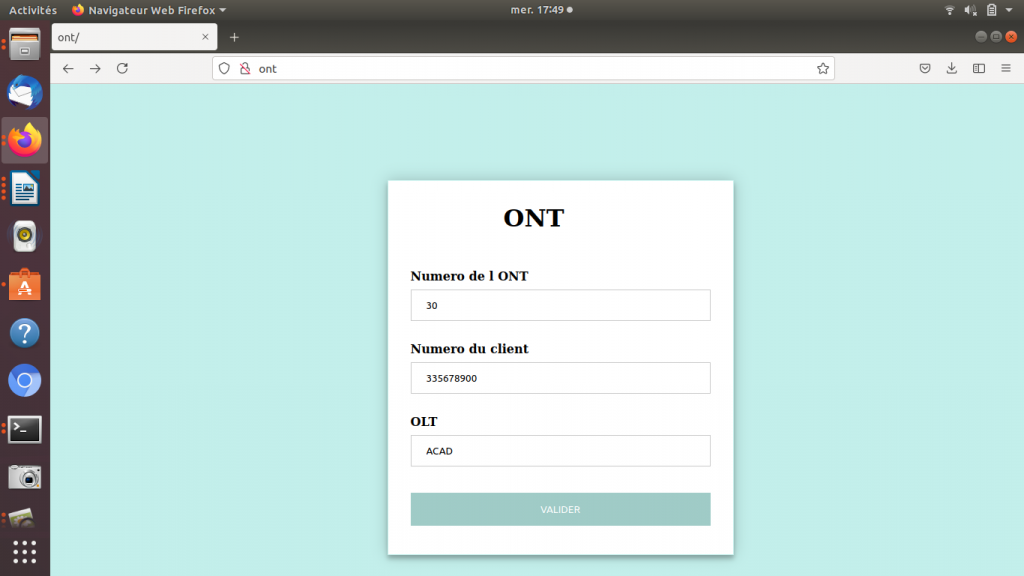 Activités Navigateur Web Firefox mer. 17:49
ont/
ont
ONT
Numero de l ONT
30
Numero du client
335678900
OLT
ACAD
VALIDER